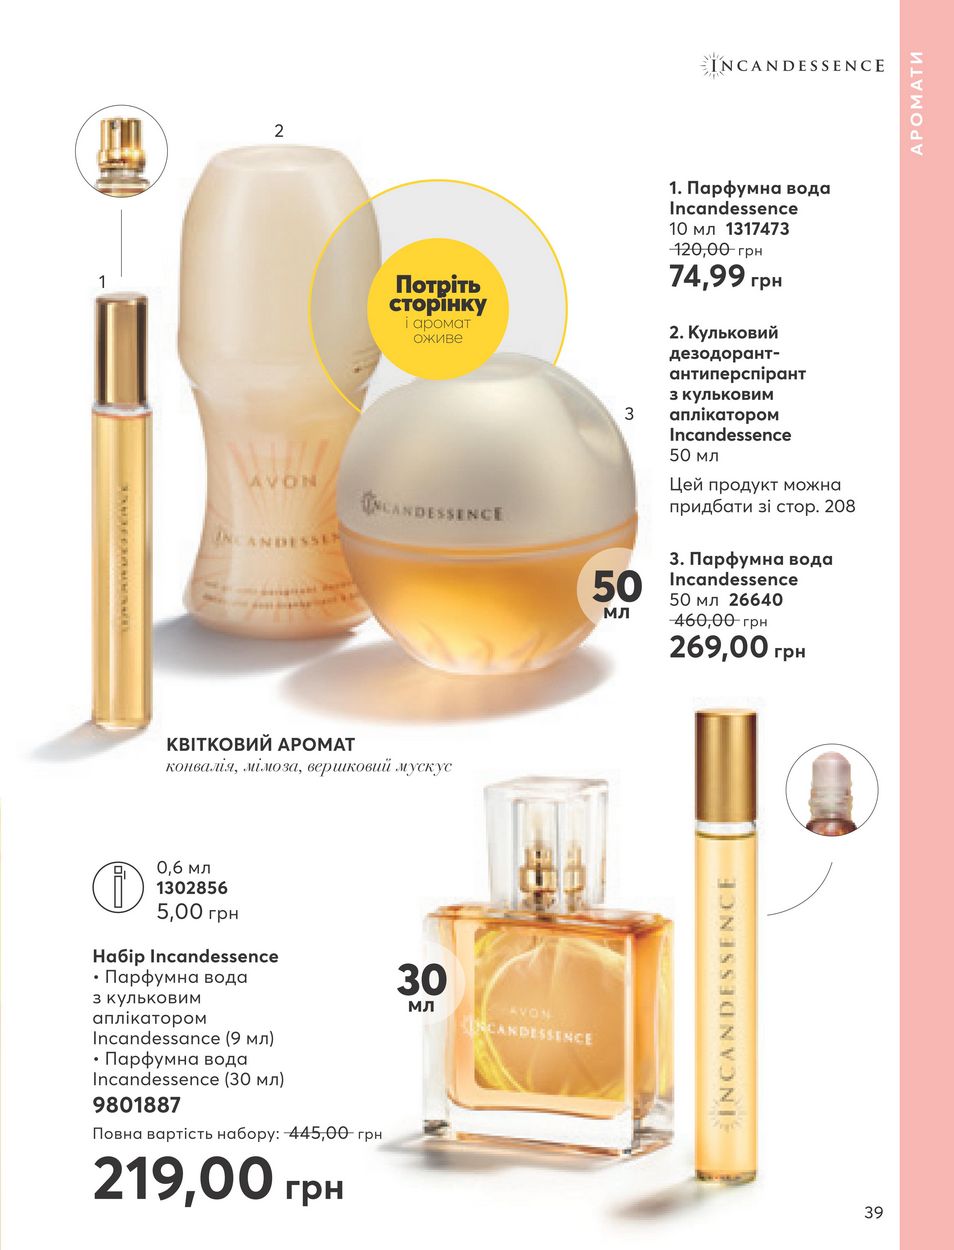 INCANDESSENCE
АРОМАТИ
2
1
Потріть
сторінку
і аромат
оживе
3
AVON
INCANDESSEN
INCANDESSENCE
INCANDESSENCE
50
мл
1. Парфумна вода
Incandessence
10 мл 1317473
120,00 грн
74,99 грн
2. Кульковий
дезодорант-
антиперспірант
з кульковим
аплікатором
Incandessence
50 мл
Цей продукт можна
придбати зі стор. 208
3. Парфумна вода
Incandessence
50 мл 26640
460,00 грн
269,00 грн
КВІТКОВИЙ АРОМАТ
конвалія, мімоза, вершковий мускус
0,6 мл
1302856
5,00 грн
Набір Incandessence
• Парфумна вода
з кульковим
аплікатором
Incandessance (9 мл)
• Парфумна вода
Incandessence (30 мл)
9801887
Повна вартість набору: 445,00 грн
219,00 грн
30
мл
AVON
INCANDESSENCE
INCANDESSENCE
39